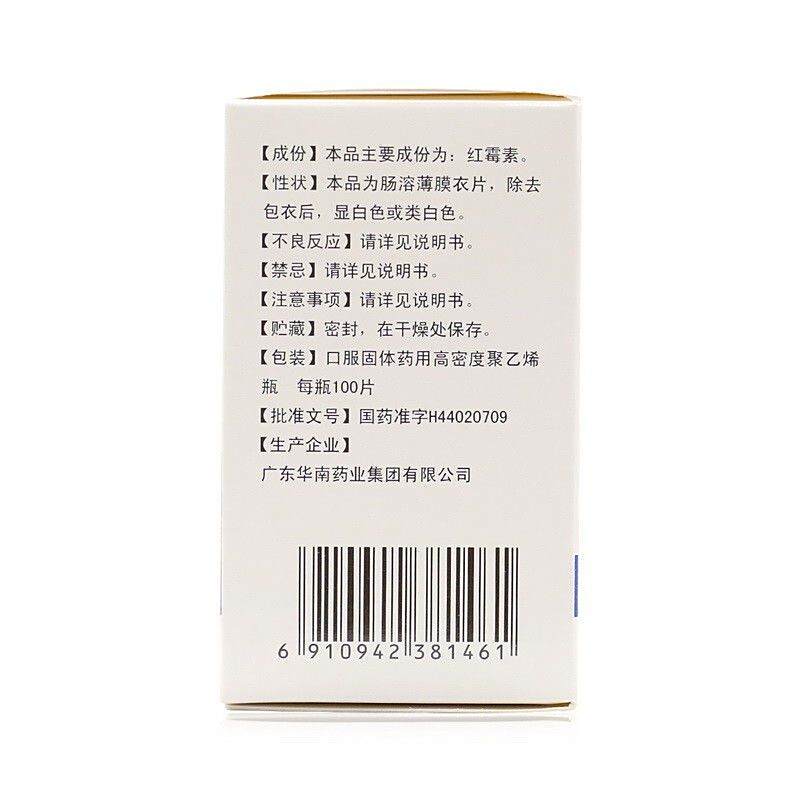 【成份】本品主要成份为：红霉素。
【性状】本品为肠溶薄膜衣片，除去
包衣后，显白色或类白色。
【不良反应】请详见说明书。
【禁忌】请详见说明书。
【注意事项】请详见说明书。
【贮藏】密封，在干燥处保存。
【包装】口服固体药用高密度聚乙烯
瓶 每瓶100片
【批准文号】国药准字H44020709
【生产企业】
广东华南药业集团有限公司
6 910942 381461